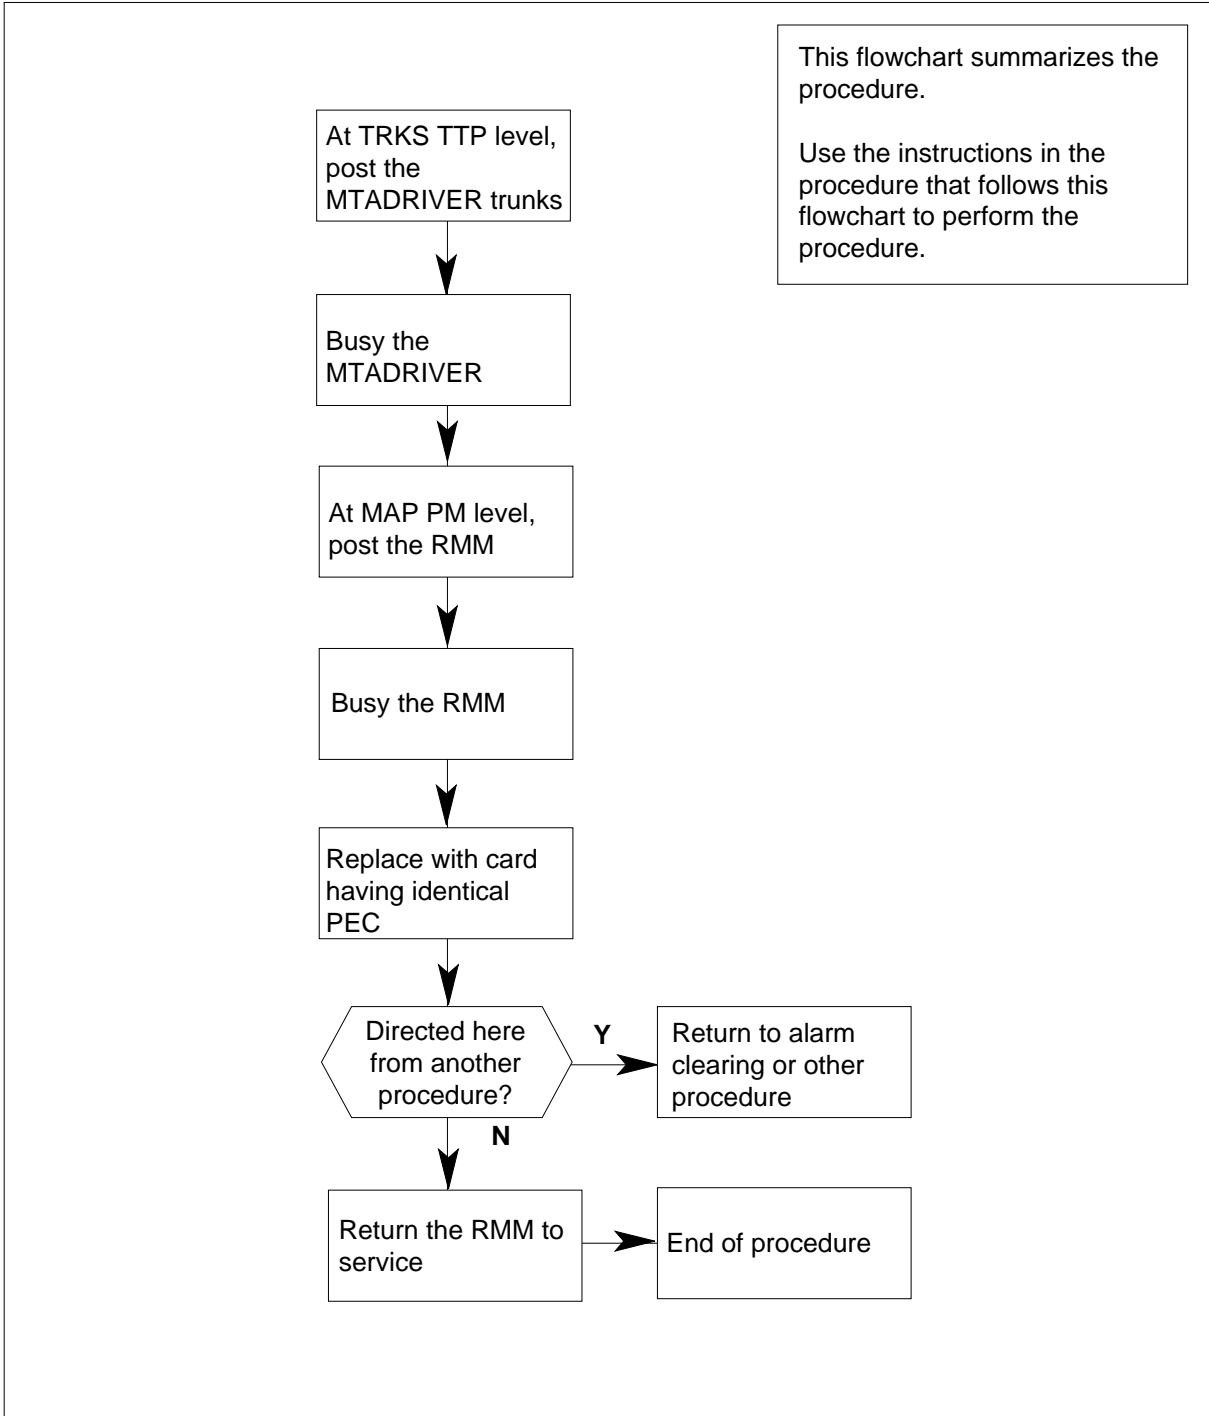 This flowchart summarizes the
procedure.
Use the instructions in the
procedure that follows this
flowchart to perform the
procedure.
At TRKS TTP level,
post the
MTADRIVER trunks
Busy the
MTADRIVER
At MAP PM level,
post the RMM
Busy the RMM
Replace with card
having identical
PEC
Directed here
from another
procedure?
Y
Return to alarm
clearing or other
procedure
N
Return the RMM to
service
End of procedure